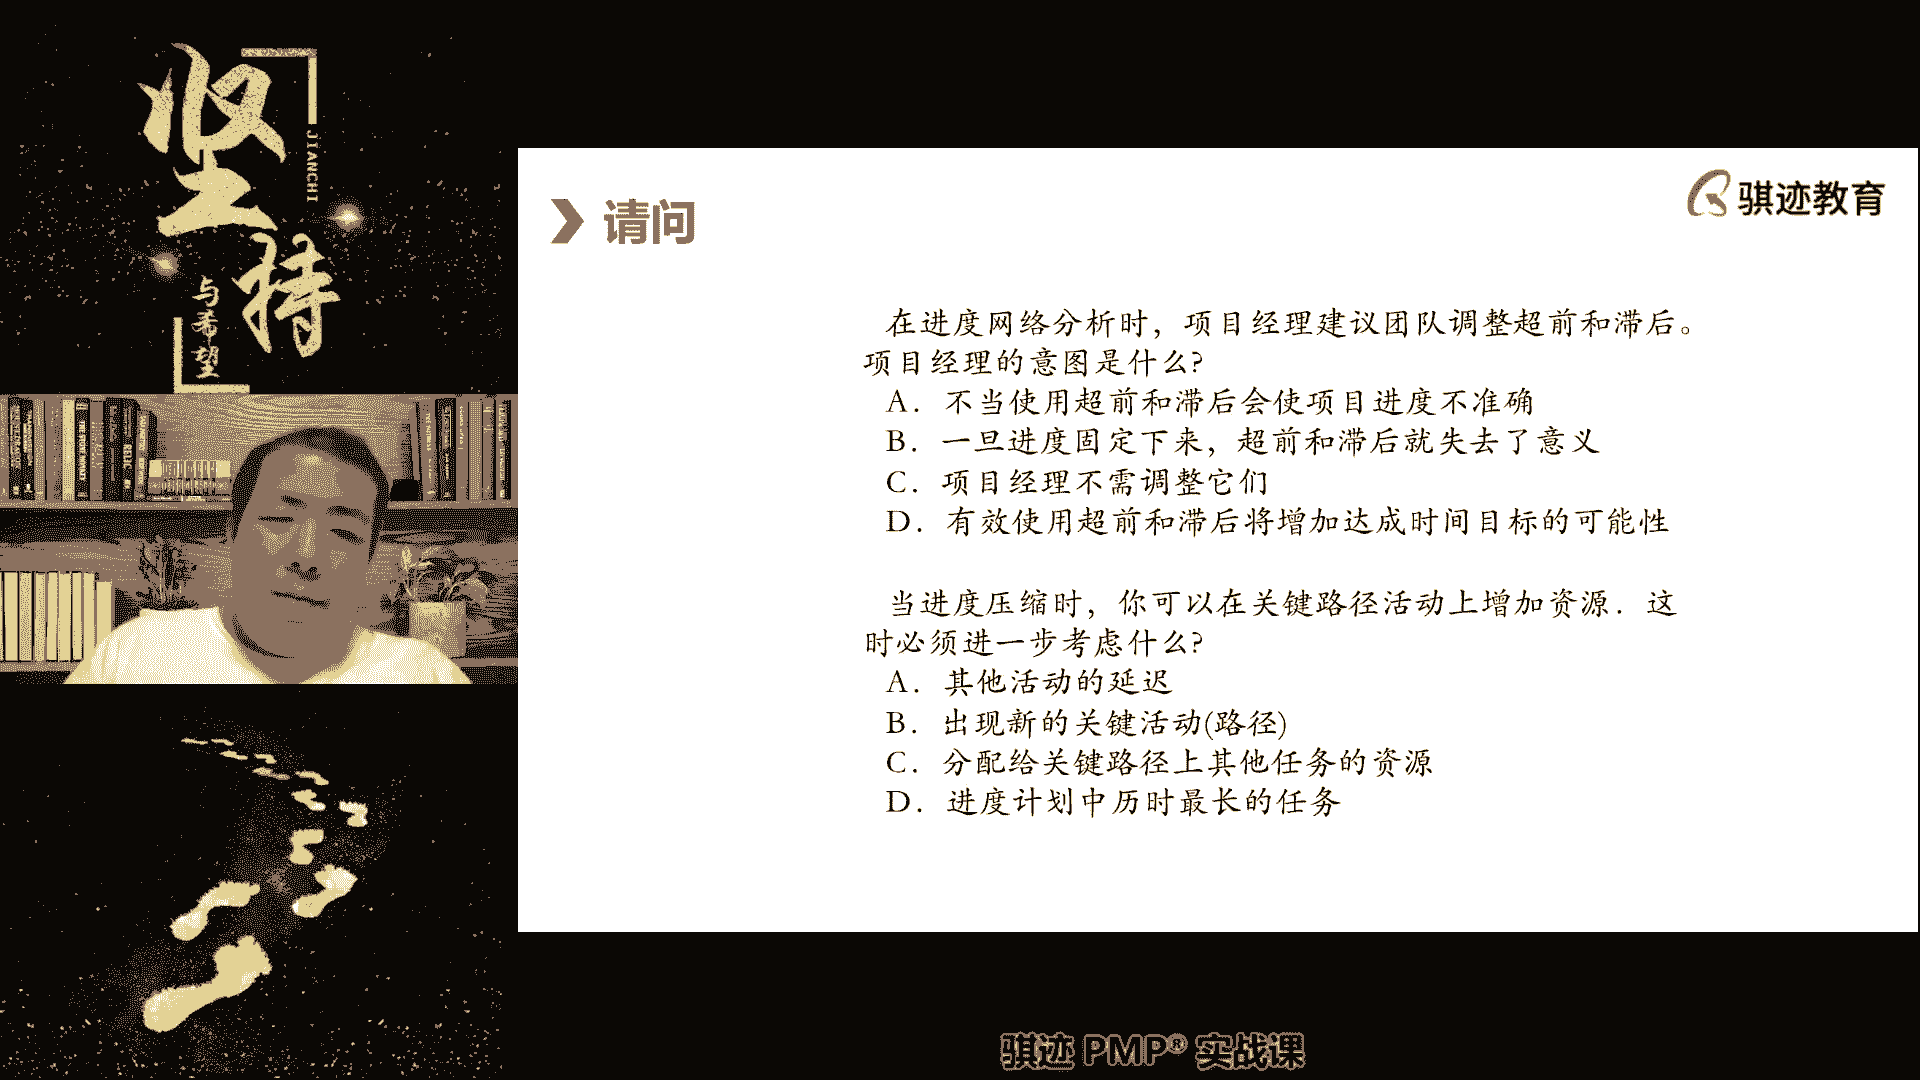 坚持
JIANCHI
与希望
请问
骐迹教育
在进度网络分析时，项目经理建议团队调整超前和滞后。
项目经理的意图是什么?
A．不当使用超前和滞后会使项目进度不准确
B．一旦进度固定下来，超前和滞后就失去了意义
C．项目经理不需调整它们
D．有效使用超前和滞后将增加达成时间目标的可能性
当进度压缩时，你可以在关键路径活动上增加资源．这
时必须进一步考虑什么?
A．其他活动的延迟
B．出现新的关键活动(路径)
C．分配给关键路径上其他任务的资源
D．进度计划中历时最长的任务
骐迹 PMP® 实战课